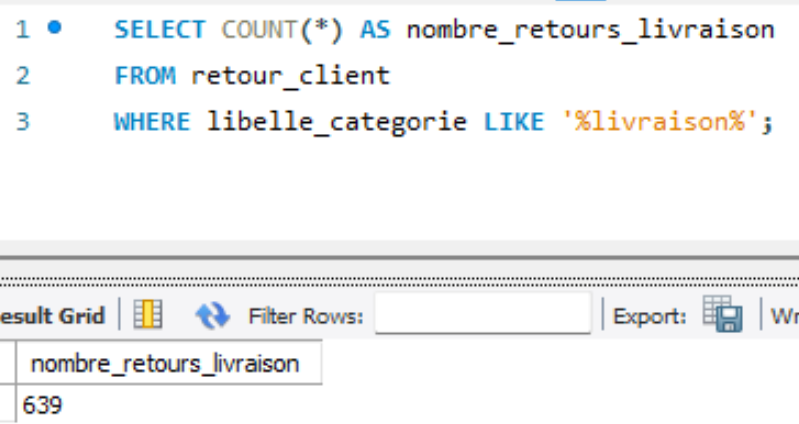 1 SELECT COUNT(*) AS nombre_retours_livraison
2 FROM retour_client
3 WHERE libelle_categorie LIKE '%livraison%';
esult Grid Filter Rows: Export: Wr
nombre_retours_livraison
639